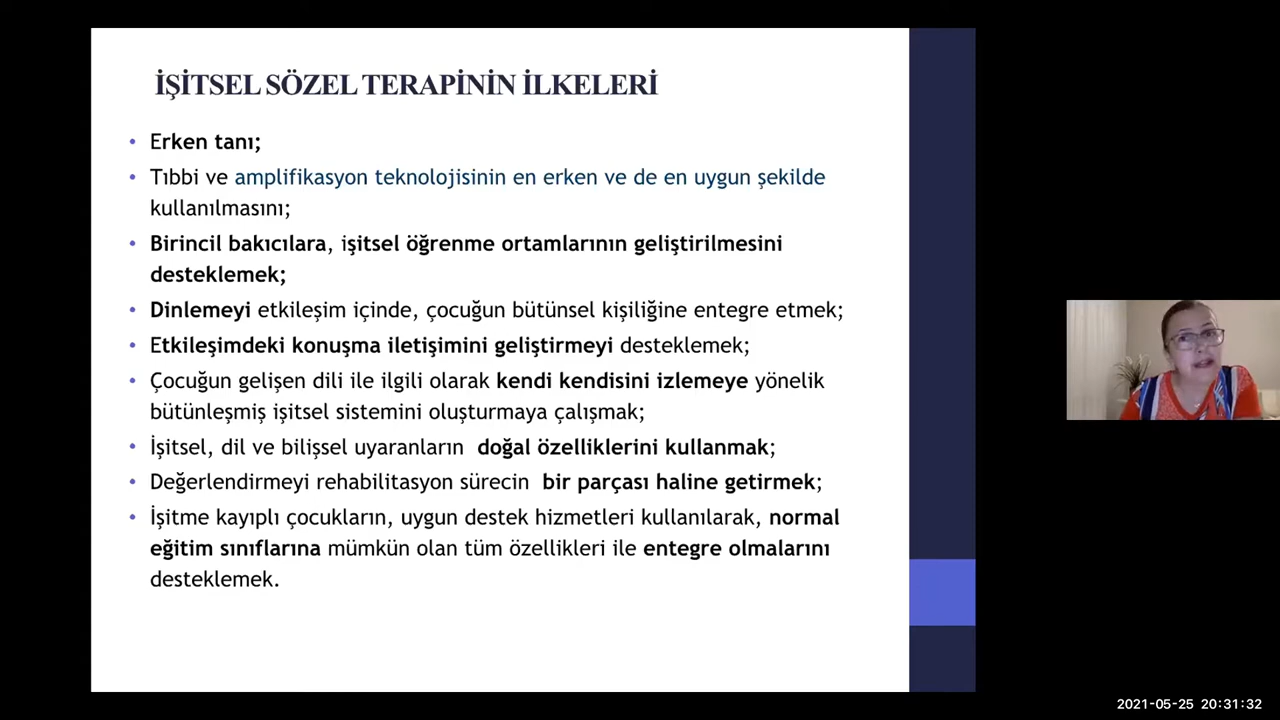 İŞİTSEL SÖZEL TERAPİNİN İLKELERİ
• Erken tanı;
• Tıbbi ve amplifikasyon teknolojisinin en erken ve de en uygun şekilde
kullanılmasını;
• Birincil bakıcılara, işitsel öğrenme ortamlarının geliştirilmesini
desteklemek;
• Dinlemeyi etkileşim içinde, çocuğun bütünsel kişiliğine entegre etmek;
• Etkileşimdeki konuşma iletişimini geliştirmeyi desteklemek;
• Çocuğun gelişen dili ile ilgili olarak kendi kendisini izlemeye yönelik
bütünleşmiş işitsel sistemini oluşturmaya çalışmak;
• İşitsel, dil ve bilişsel uyaranların doğal özelliklerini kullanmak;
• Değerlendirmeyi rehabilitasyon sürecin bir parçası haline getirmek;
• İşitme kayıplı çocukların, uygun destek hizmetleri kullanılarak, normal
eğitim sınıflarına mümkün olan tüm özellikleri ile entegre olmalarını
desteklemek.
2021-05-25 20:31:32